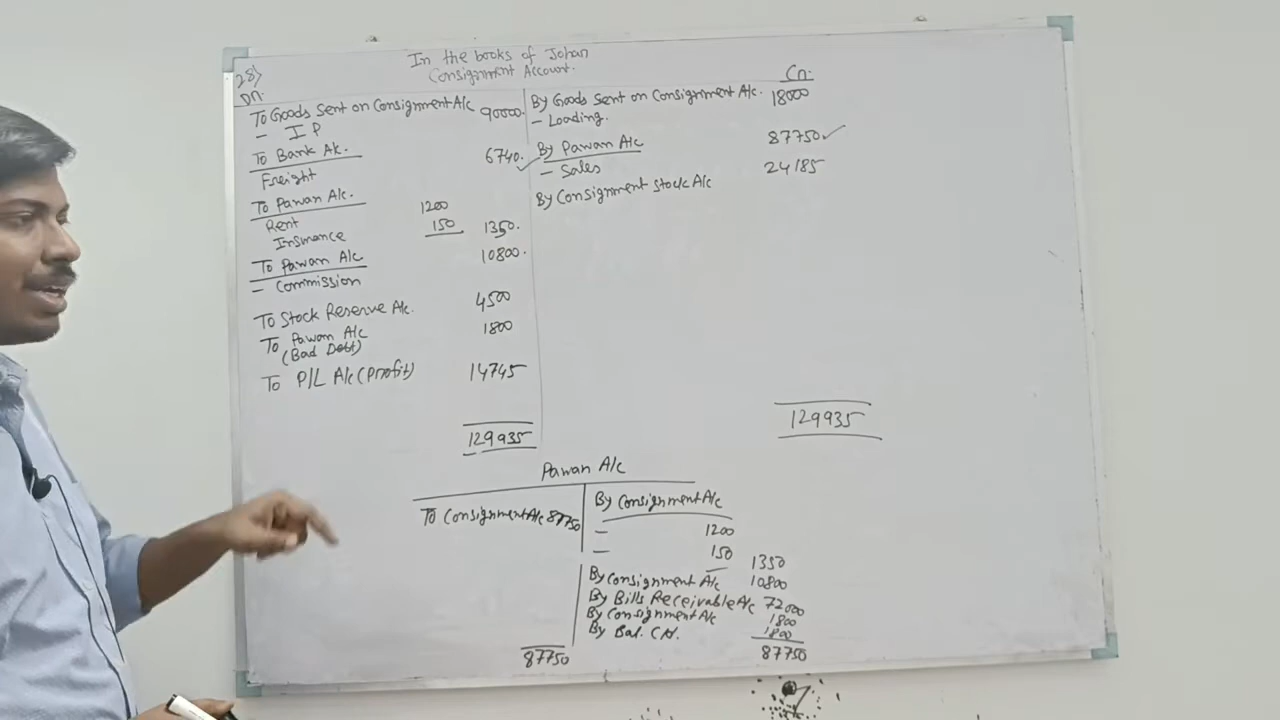 28)
In the books of Johan
Consignment Account.
Dr.
Cr.
To Goods Sent on Consignment A/c 90000.
- I P
To Bank A/c. 6740.
Freight
To Pawan A/c.
Rent 1200
Insurance 150 1350.
To Pawan A/c 10800.
- Commission
To Stock Reserve A/c. 4500
To Pawan A/c 1800
(Bad Debt)
To P/L A/c (Profit) 14745
129935
By Goods Sent on Consignment A/c. 18000
- Loading.
By Pawan A/c 87750
- Sales
By Consignment Stock A/c 24185
129935
Pawan A/c
To Consignment A/c 87750
87750
By Consignment A/c
- 1200
- 150 1350
By Consignment A/c 10800
By Bills Receivable A/c 72000
By Consignment A/c 1800
By Bal. C/d. 1800
87750